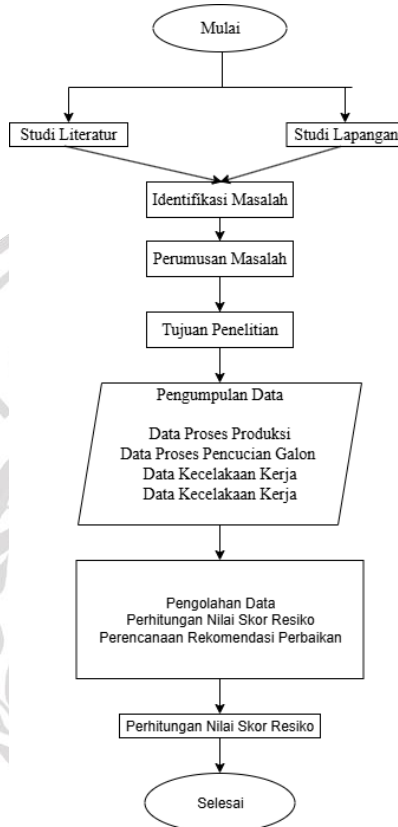 Mulai
Studi Literatur
Studi Lapangan
Identifikasi Masalah
Perumusan Masalah
Tujuan Penelitian
Pengumpulan Data
Data Proses Produksi
Data Proses Pencucian Galon
Data Kecelakaan Kerja
Data Kecelakaan Kerja
Pengolahan Data
Perhitungan Nilai Skor Resiko
Perencanaan Rekomendasi Perbaikan
Perhitungan Nilai Skor Resiko
Selesai